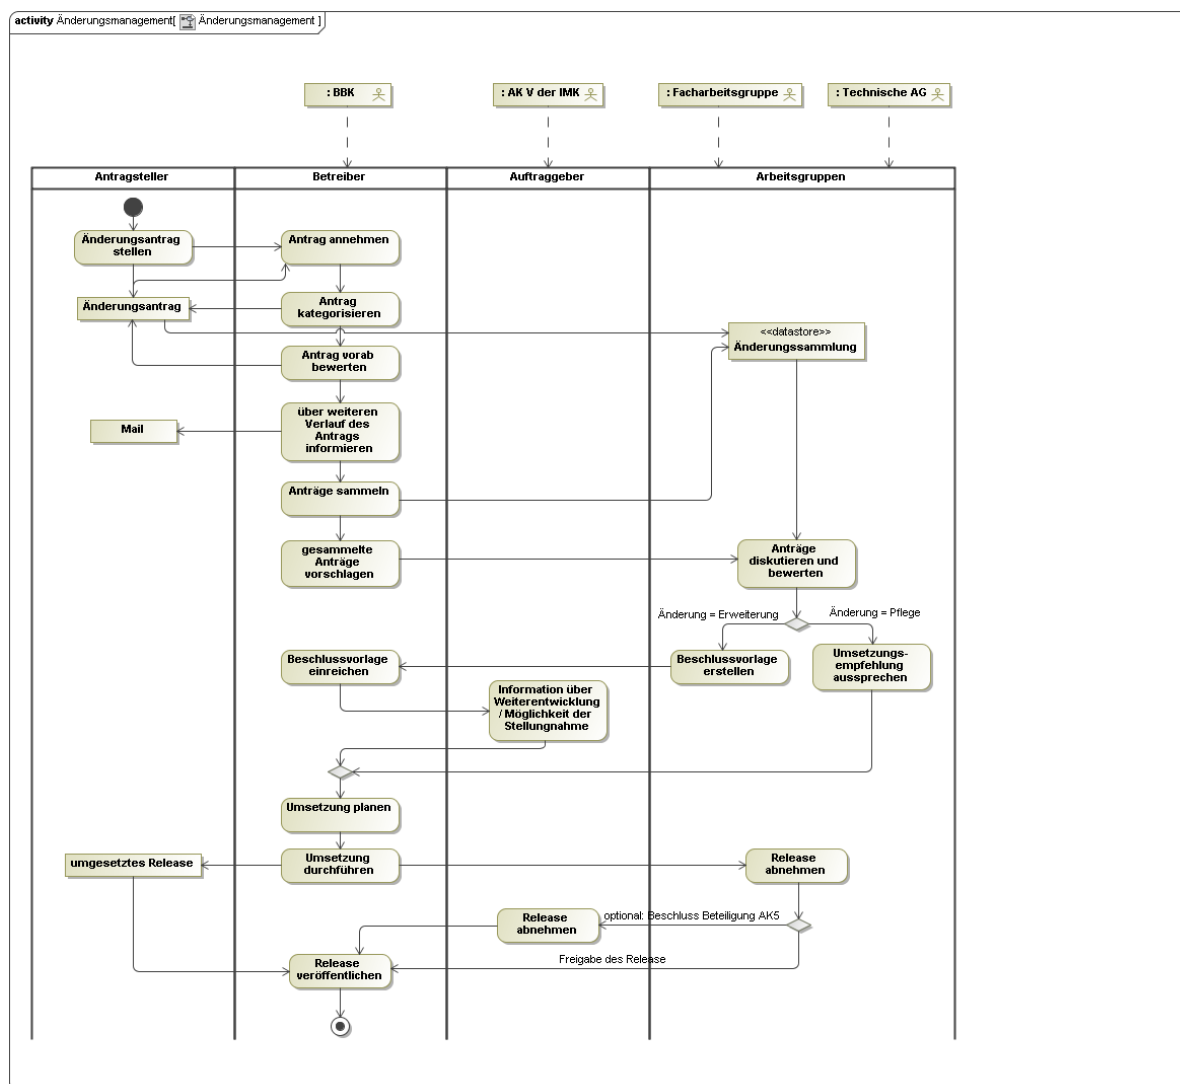 activity Änderungsmanagement[ Änderungsmanagement ]
: BBK
: AK V der IMK
: Facharbeitsgruppe
: Technische AG
Antragsteller
Betreiber
Auftraggeber
Arbeitsgruppen
Änderungsantrag
stellen
Antrag annehmen
Änderungsantrag
Antrag
kategorisieren
<<datastore>>
Änderungssammlung
Antrag vorab
bewerten
Mail
über weiteren
Verlauf des
Antrags
informieren
Anträge sammeln
gesammelte
Anträge
vorschlagen
Anträge
diskutieren und
bewerten
Änderung = Erweiterung
Änderung = Pflege
Beschlussvorlage
einreichen
Beschlussvorlage
erstellen
Umsetzungs-
empfehlung
aussprechen
Information über
Weiterentwicklung
/ Möglichkeit der
Stellungnahme
Umsetzung planen
umgesetztes Release
Umsetzung
durchführen
Release
abnehmen
Release
abnehmen
optional: Beschluss Beteiligung AK5
Freigabe des Release
Release
veröffentlichen